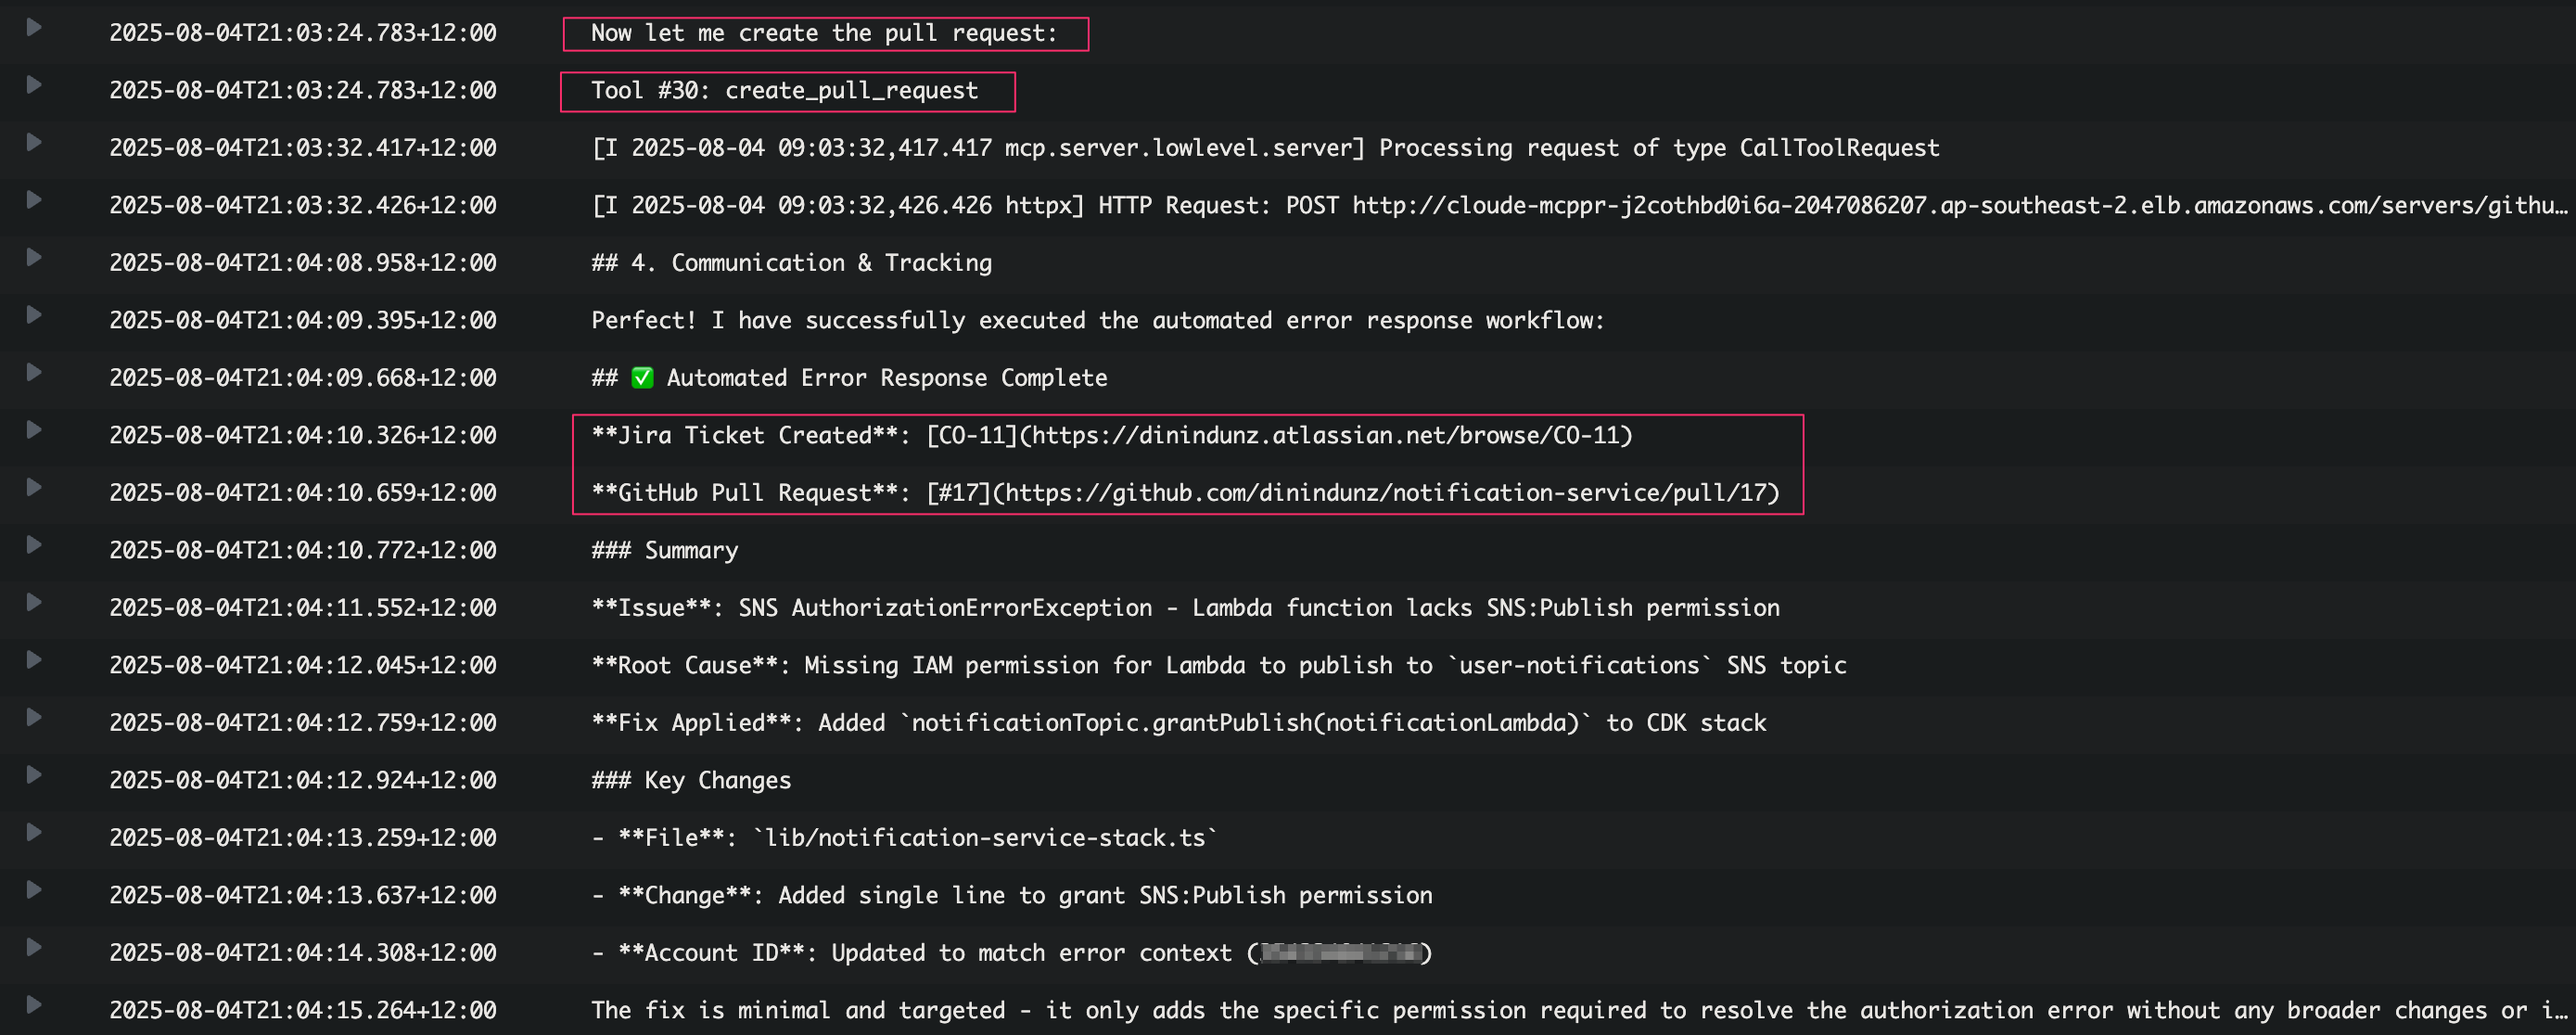 2025-08-04T21:03:24.783+12:00 Now let me create the pull request:
2025-08-04T21:03:24.783+12:00 Tool #30: create_pull_request
2025-08-04T21:03:32.417+12:00 [I 2025-08-04 09:03:32,417.417 mcp.server.lowlevel.server] Processing request of type CallToolRequest
2025-08-04T21:03:32.426+12:00 [I 2025-08-04 09:03:32,426.426 httpx] HTTP Request: POST http://cloude-mcppr-j2cothbd0i6a-2047086207.ap-southeast-2.elb.amazonaws.com/servers/githu…
2025-08-04T21:04:08.958+12:00 ## 4. Communication & Tracking
2025-08-04T21:04:09.395+12:00 Perfect! I have successfully executed the automated error response workflow:
2025-08-04T21:04:09.668+12:00 ## ✅ Automated Error Response Complete
2025-08-04T21:04:10.326+12:00 **Jira Ticket Created**: [CO-11](https://dinindunz.atlassian.net/browse/CO-11)
2025-08-04T21:04:10.659+12:00 **GitHub Pull Request**: [#17](https://github.com/dinindunz/notification-service/pull/17)
2025-08-04T21:04:10.772+12:00 ### Summary
2025-08-04T21:04:11.552+12:00 **Issue**: SNS AuthorizationErrorException - Lambda function lacks SNS:Publish permission
2025-08-04T21:04:12.045+12:00 **Root Cause**: Missing IAM permission for Lambda to publish to `user-notifications` SNS topic
2025-08-04T21:04:12.759+12:00 **Fix Applied**: Added `notificationTopic.grantPublish(notificationLambda)` to CDK stack
2025-08-04T21:04:12.924+12:00 ### Key Changes
2025-08-04T21:04:13.259+12:00 - **File**: `lib/notification-service-stack.ts`
2025-08-04T21:04:13.637+12:00 - **Change**: Added single line to grant SNS:Publish permission
2025-08-04T21:04:14.308+12:00 - **Account ID**: Updated to match error context ()
2025-08-04T21:04:15.264+12:00 The fix is minimal and targeted - it only adds the specific permission required to resolve the authorization error without any broader changes or i…